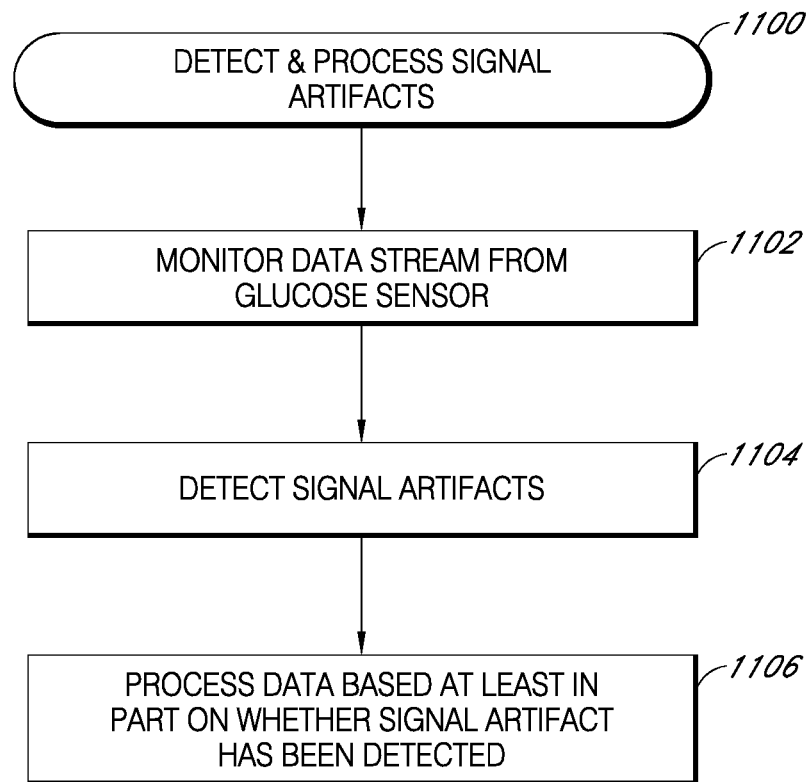 1100
DETECT & PROCESS SIGNAL
ARTIFACTS
1102
MONITOR DATA STREAM FROM
GLUCOSE SENSOR
1104
DETECT SIGNAL ARTIFACTS
1106
PROCESS DATA BASED AT LEAST IN
PART ON WHETHER SIGNAL ARTIFACT
HAS BEEN DETECTED